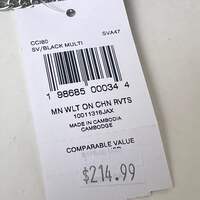 CCI60 SVA47
SV/BLACK MULTI
1 98685 00034 4
MN WLT ON CHN RVTS
10011316JAX
MADE IN CAMBODIA
CAMBODGE
COMPARABLE VALUE
$214.99